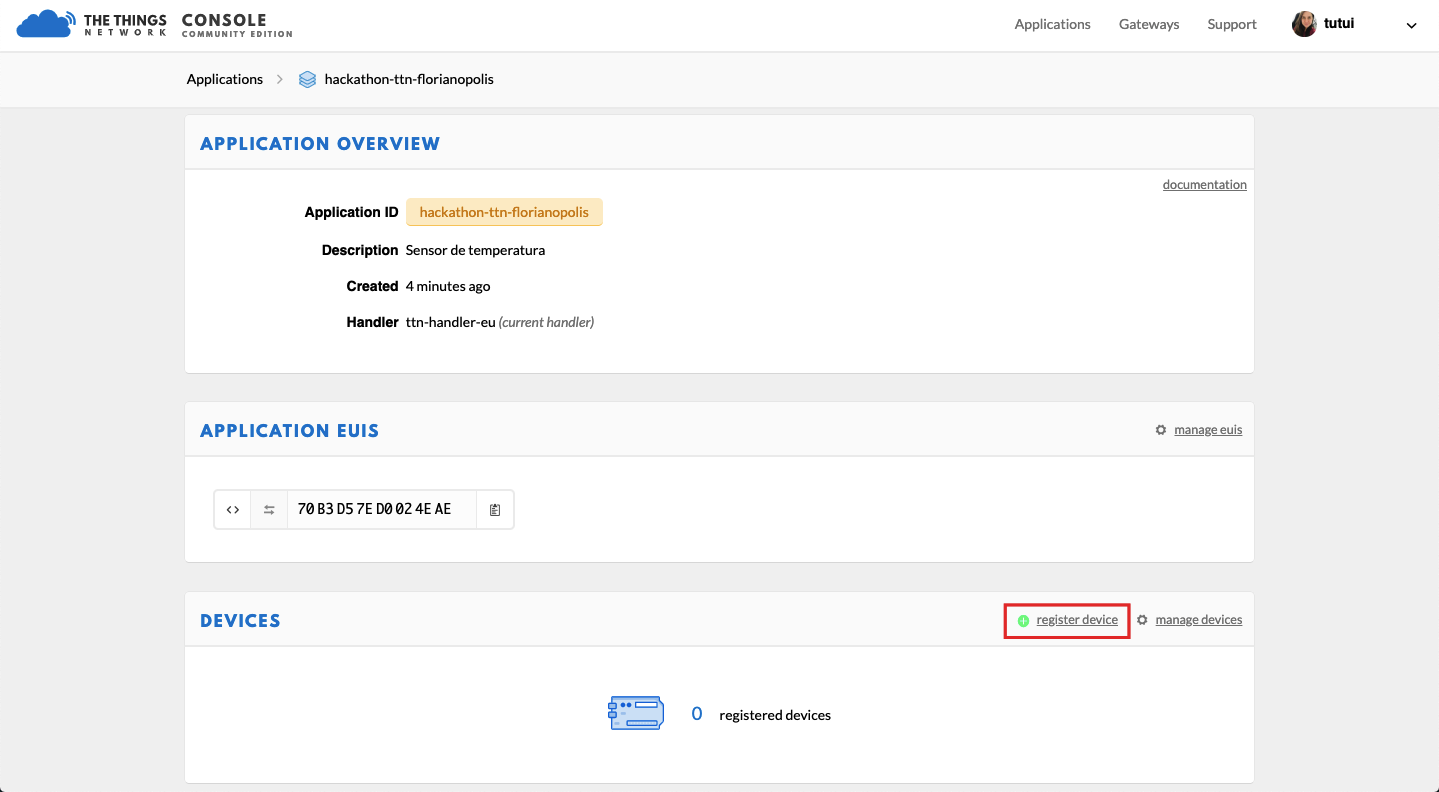 THE THINGS NETWORK CONSOLE COMMUNITY EDITION Applications Gateways Support tutui
Applications hackathon-ttn-florianopolis
APPLICATION OVERVIEW
documentation
Application ID hackathon-ttn-florianopolis
Description Sensor de temperatura
Created 4 minutes ago
Handler ttn-handler-eu (current handler)
APPLICATION EUIS manage euis
<> 70 B3 D5 7E D0 02 4E AE
DEVICES register device manage devices
0 registered devices